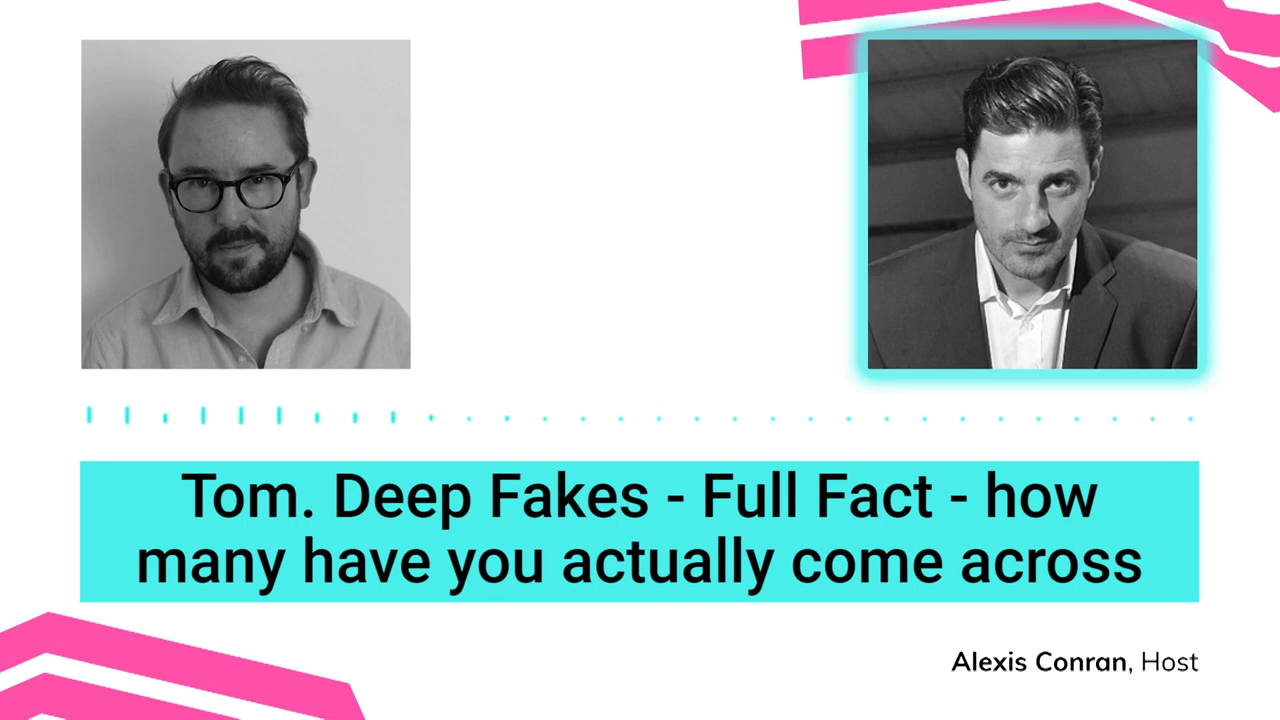 Tom. Deep Fakes - Full Fact - how
many have you actually come across
Alexis Conran, Host